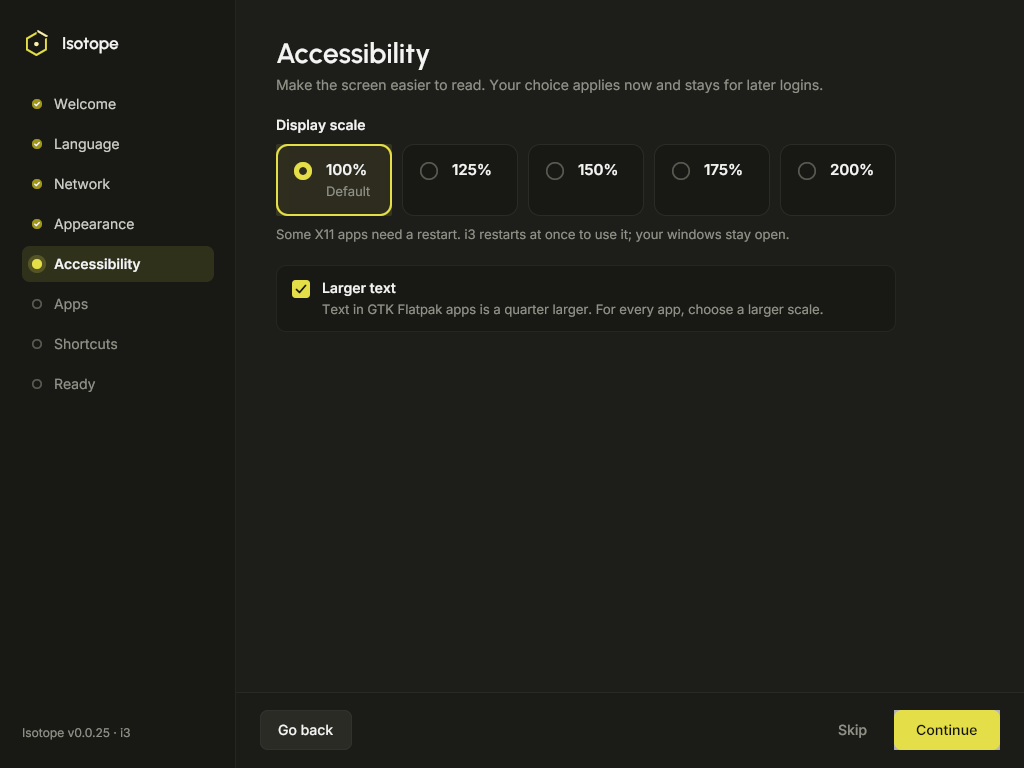 Isotope
Welcome
Language
Network
Appearance
Accessibility
Apps
Shortcuts
Ready
Isotope v0.0.25 · i3
Accessibility
Make the screen easier to read. Your choice applies now and stays for later logins.
Display scale
100%
Default
125%
150%
175%
200%
Some X11 apps need a restart. i3 restarts at once to use it; your windows stay open.
Larger text
Text in GTK Flatpak apps is a quarter larger. For every app, choose a larger scale.
Go back
Skip
Continue